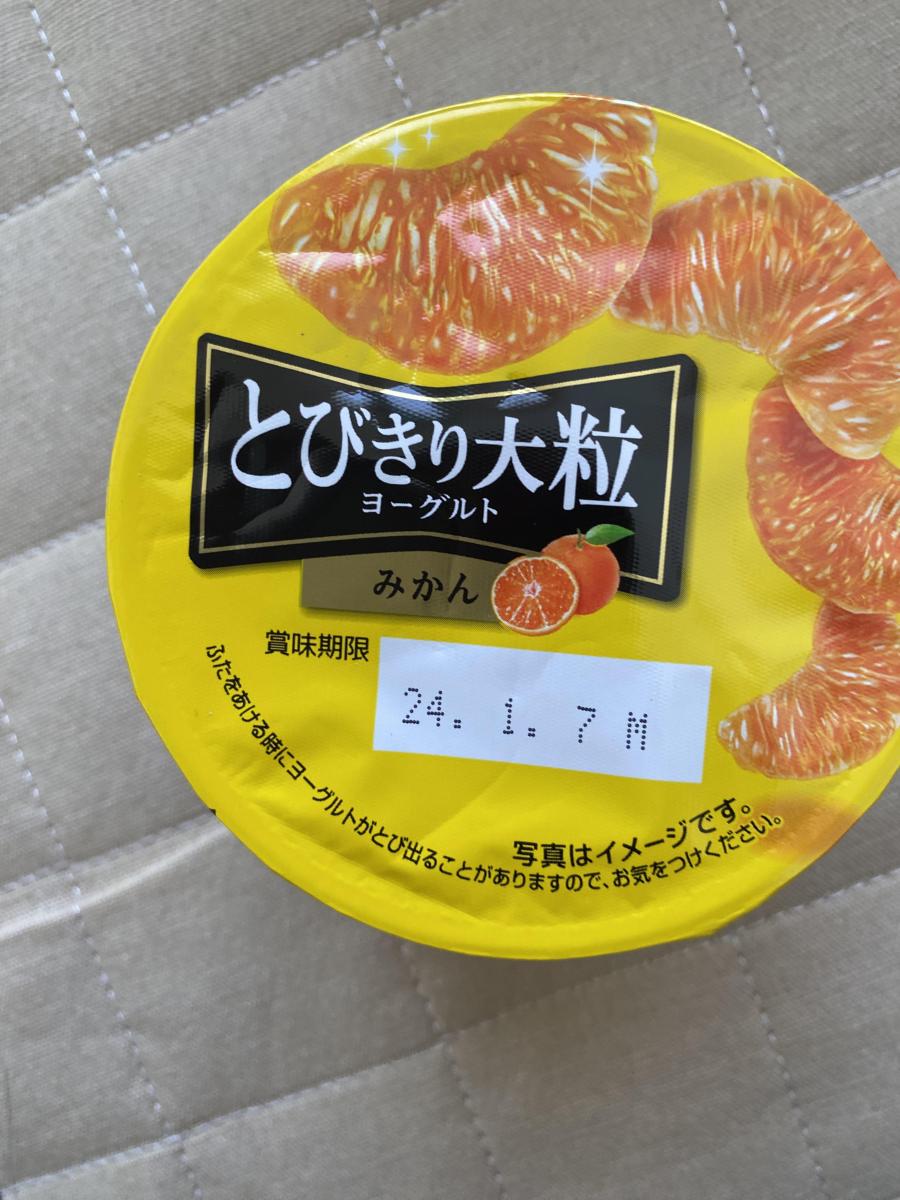 とびきり大粒
ヨーグルト
みかん
賞味期限
24. 1. 7 M
写真はイメージです。
ふたをあける時にヨーグルトがとび出ることがありますので、お気をつけください。